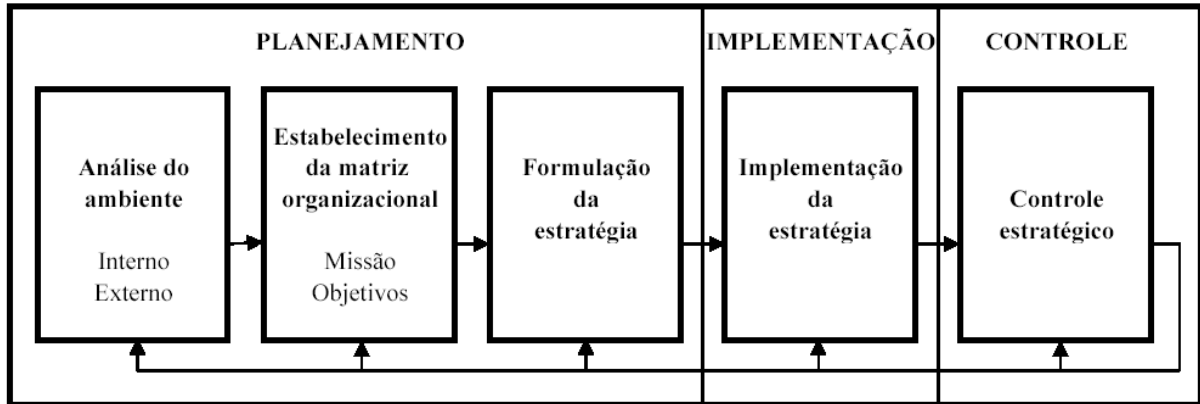 PLANEJAMENTO
IMPLEMENTAÇÃO
CONTROLE
Análise do
ambiente
Interno
Externo
Estabelecimento
da matriz
organizacional
Missão
Objetivos
Formulação
da
estratégia
Implementação
da
estratégia
Controle
estratégico